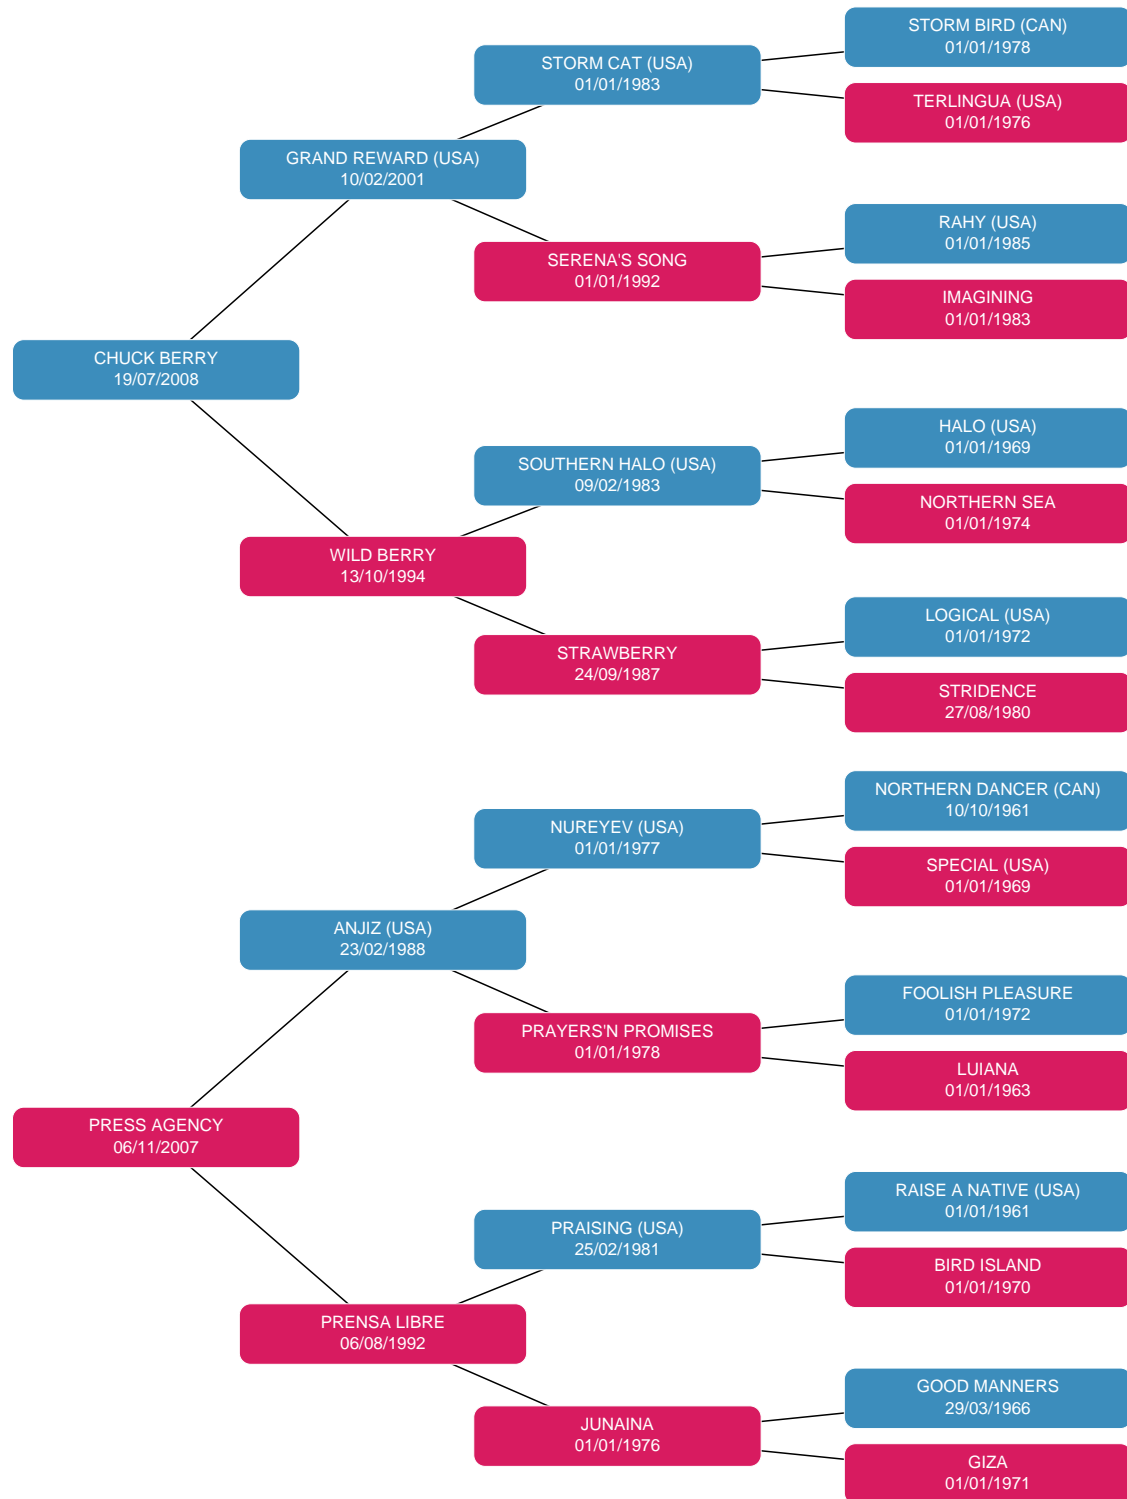 STORM BIRD (CAN)
01/01/1978
STORM CAT (USA)
01/01/1983
TERLINGUA (USA)
01/01/1976
GRAND REWARD (USA)
10/02/2001
RAHY (USA)
01/01/1985
SERENA'S SONG
01/01/1992
IMAGINING
01/01/1983
CHUCK BERRY
19/07/2008
HALO (USA)
01/01/1969
SOUTHERN HALO (USA)
09/02/1983
NORTHERN SEA
01/01/1974
WILD BERRY
13/10/1994
LOGICAL (USA)
01/01/1972
STRAWBERRY
24/09/1987
STRIDENCE
27/08/1980
NORTHERN DANCER (CAN)
10/10/1961
NUREYEV (USA)
01/01/1977
SPECIAL (USA)
01/01/1969
ANJIZ (USA)
23/02/1988
FOOLISH PLEASURE
01/01/1972
PRAYERS'N PROMISES
01/01/1978
LUIANA
01/01/1963
PRESS AGENCY
06/11/2007
RAISE A NATIVE (USA)
01/01/1961
PRAISING (USA)
25/02/1981
BIRD ISLAND
01/01/1970
PRENSA LIBRE
06/08/1992
GOOD MANNERS
29/03/1966
JUNAINA
01/01/1976
GIZA
01/01/1971